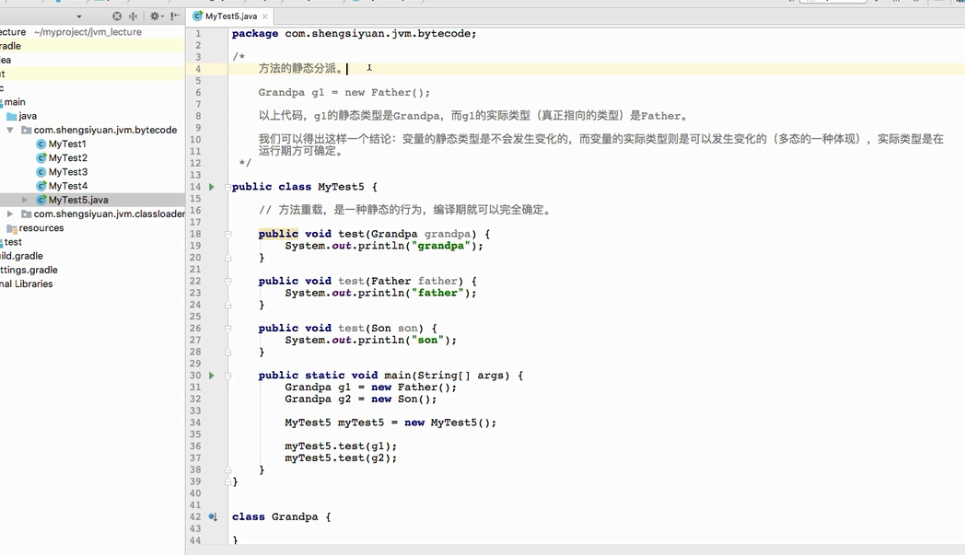 MyTest5.java
ecture ~/myproject/jvm_lecture
main
java
com.shengsiyuan.jvm.bytecode
MyTest1
MyTest2
MyTest3
MyTest4
MyTest5.java
com.shengsiyuan.jvm.classloader
resources
test
ild.gradle
ttings.gradle
nal Libraries
1 package com.shengsiyuan.jvm.bytecode;
2
3 /*
4 方法的静态分派。
5
6 Grandpa g1 = new Father();
7
8 以上代码，g1的静态类型是Grandpa，而g1的实际类型（真正指向的类型）是Father。
9
10 我们可以得出这样一个结论：变量的静态类型是不会发生变化的，而变量的实际类型则是可以发生变化的（多态的一种体现），实际类型是在
11 运行期方可确定。
12 */
13
14 public class MyTest5 {
15
16 // 方法重载，是一种静态的行为，编译期就可以完全确定。
17
18 public void test(Grandpa grandpa) {
19 System.out.println("grandpa");
20 }
21
22 public void test(Father father) {
23 System.out.println("father");
24 }
25
26 public void test(Son son) {
27 System.out.println("son");
28 }
29
30 public static void main(String[] args) {
31 Grandpa g1 = new Father();
32 Grandpa g2 = new Son();
33
34 MyTest5 myTest5 = new MyTest5();
35
36 myTest5.test(g1);
37 myTest5.test(g2);
38 }
39 }
40
41
42 class Grandpa {
43
44 }